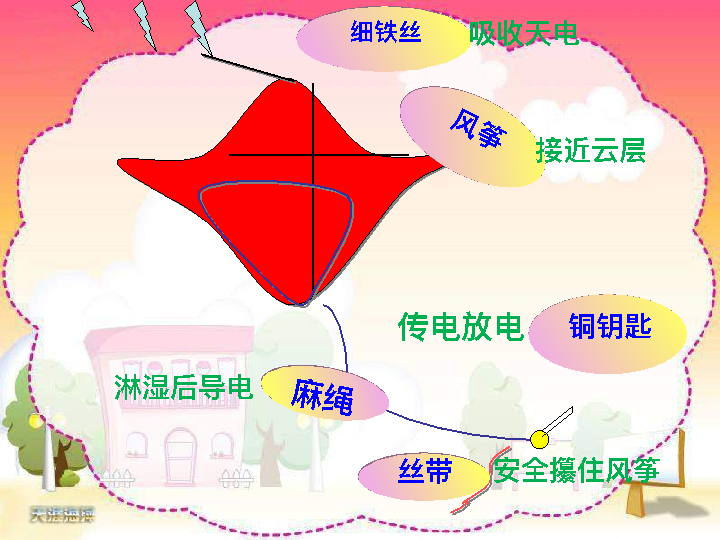 细铁丝 吸收天电
风筝 接近云层
传电放电 铜钥匙
淋湿后导电 麻绳
丝带 安全攥住风筝
天涯海滨